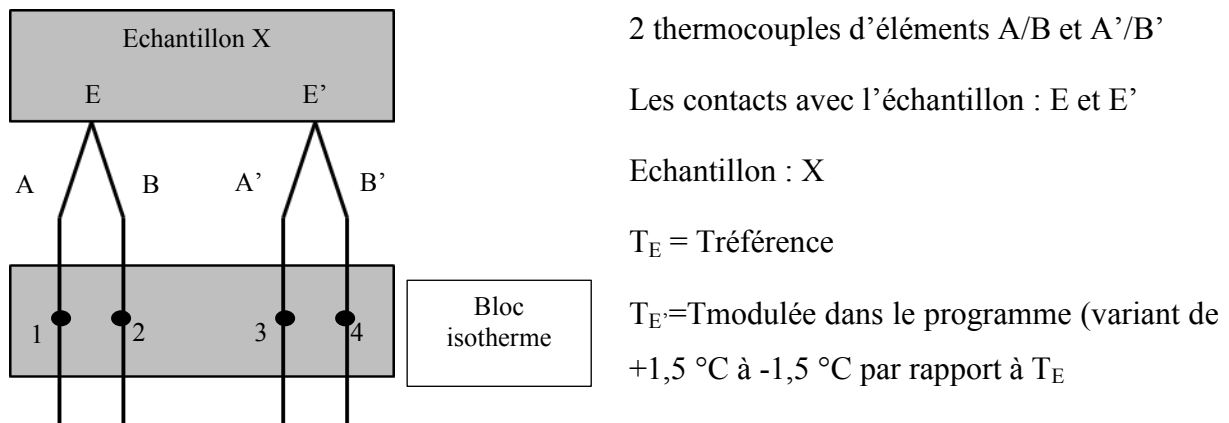 Echantillon X
E E’
A B A’ B’
1 2 3 4
Bloc
isotherme
2 thermocouples d’éléments A/B et A’/B’
Les contacts avec l’échantillon : E et E’
Echantillon : X
TE = Tréférence
TE’=Tmodulée dans le programme (variant de
+1,5 °C à -1,5 °C par rapport à TE